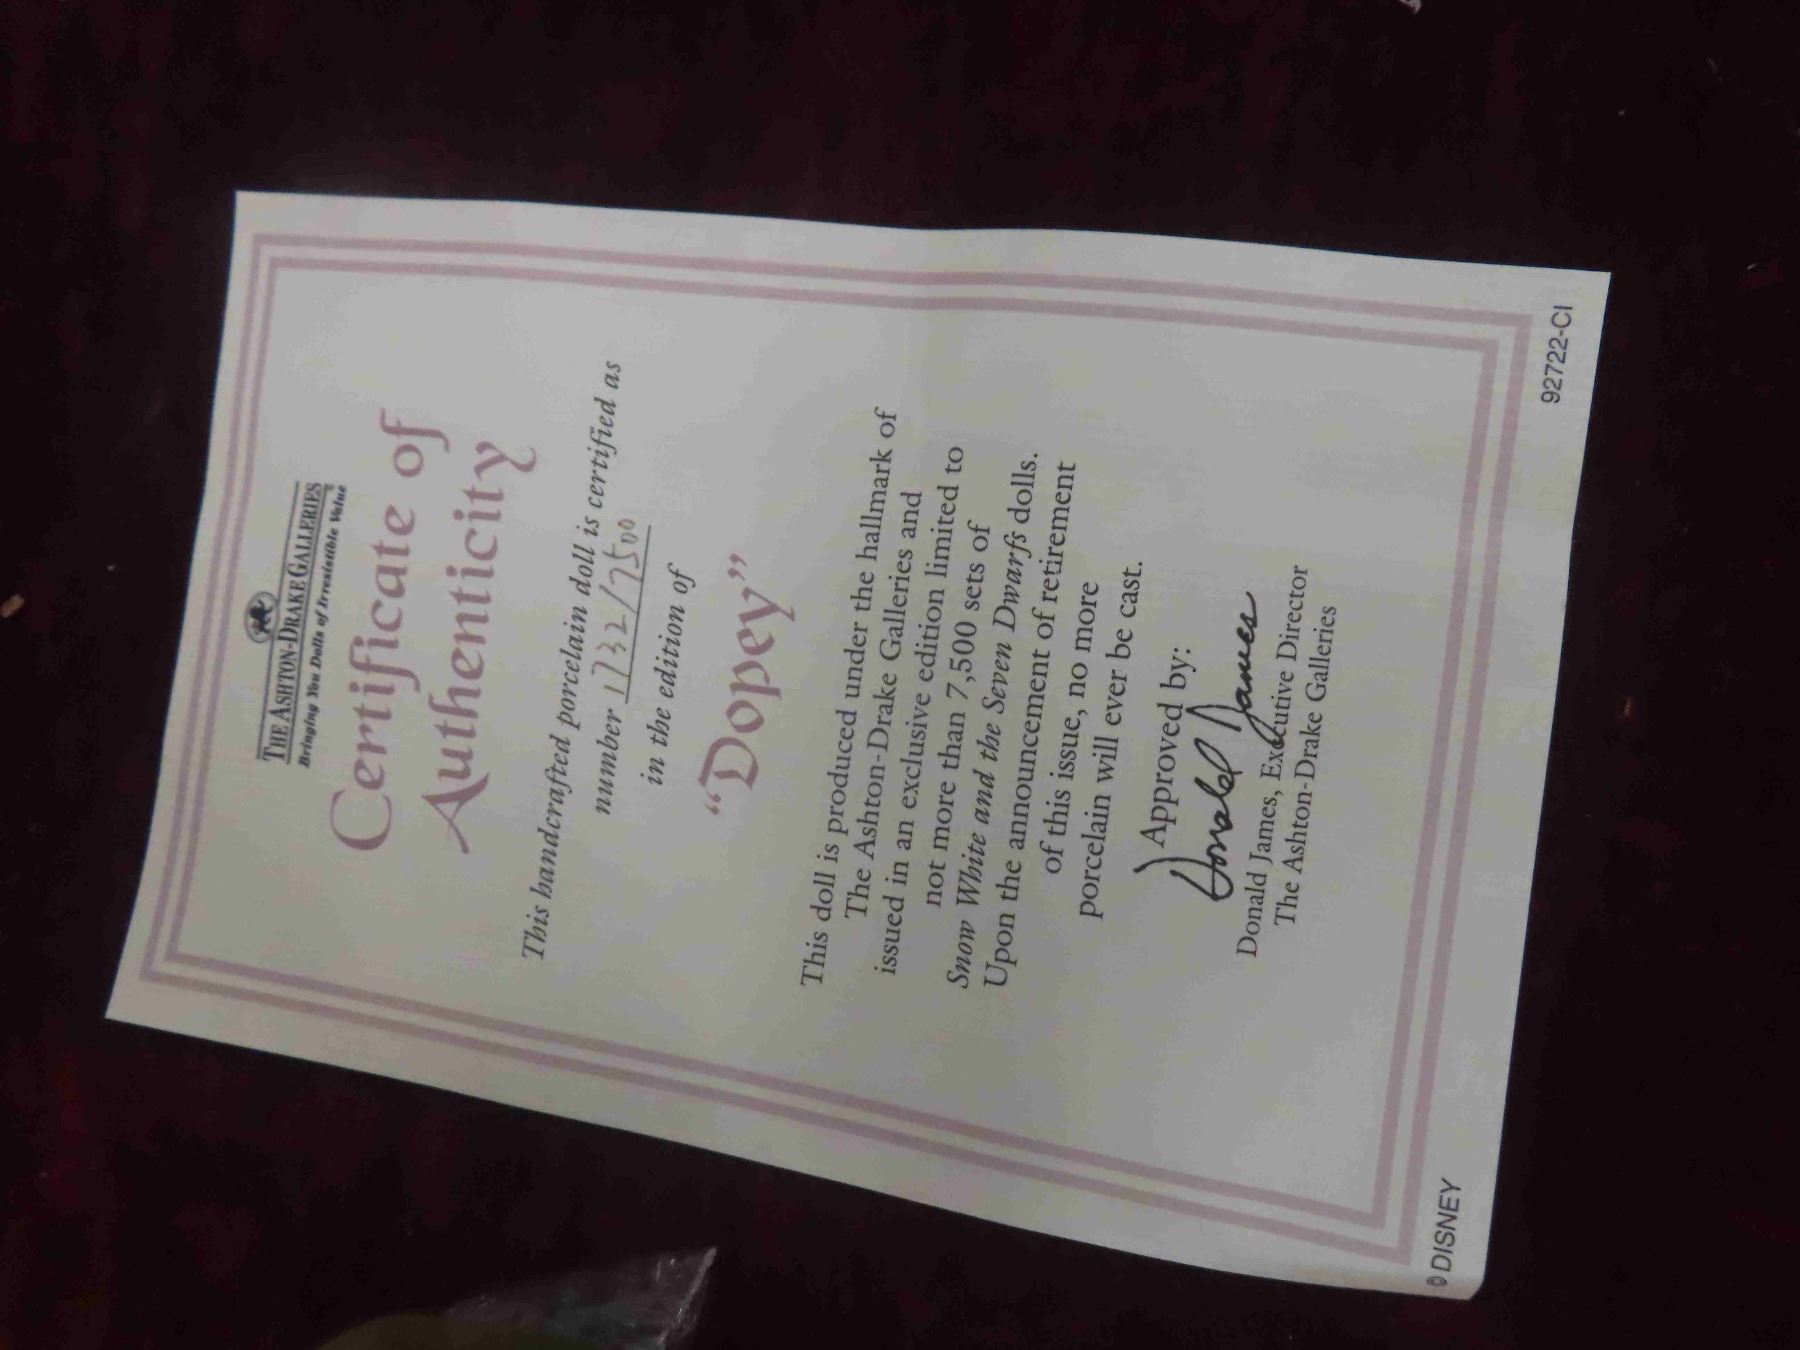 THE ASHTON-DRAKE GALLERIES
Bringing You Dolls of Irresistible Value
Certificate of
Authenticity
This handcrafted porcelain doll is certified as
number 1732/7500
in the edition of
“Dopey”
This doll is produced under the hallmark of
The Ashton-Drake Galleries and
issued in an exclusive edition limited to
not more than 7,500 sets of
Snow White and the Seven Dwarfs dolls.
Upon the announcement of retirement
of this issue, no more
porcelain will ever be cast.
Approved by:
Donald James
Donald James, Executive Director
The Ashton-Drake Galleries
©DISNEY
92722-CI